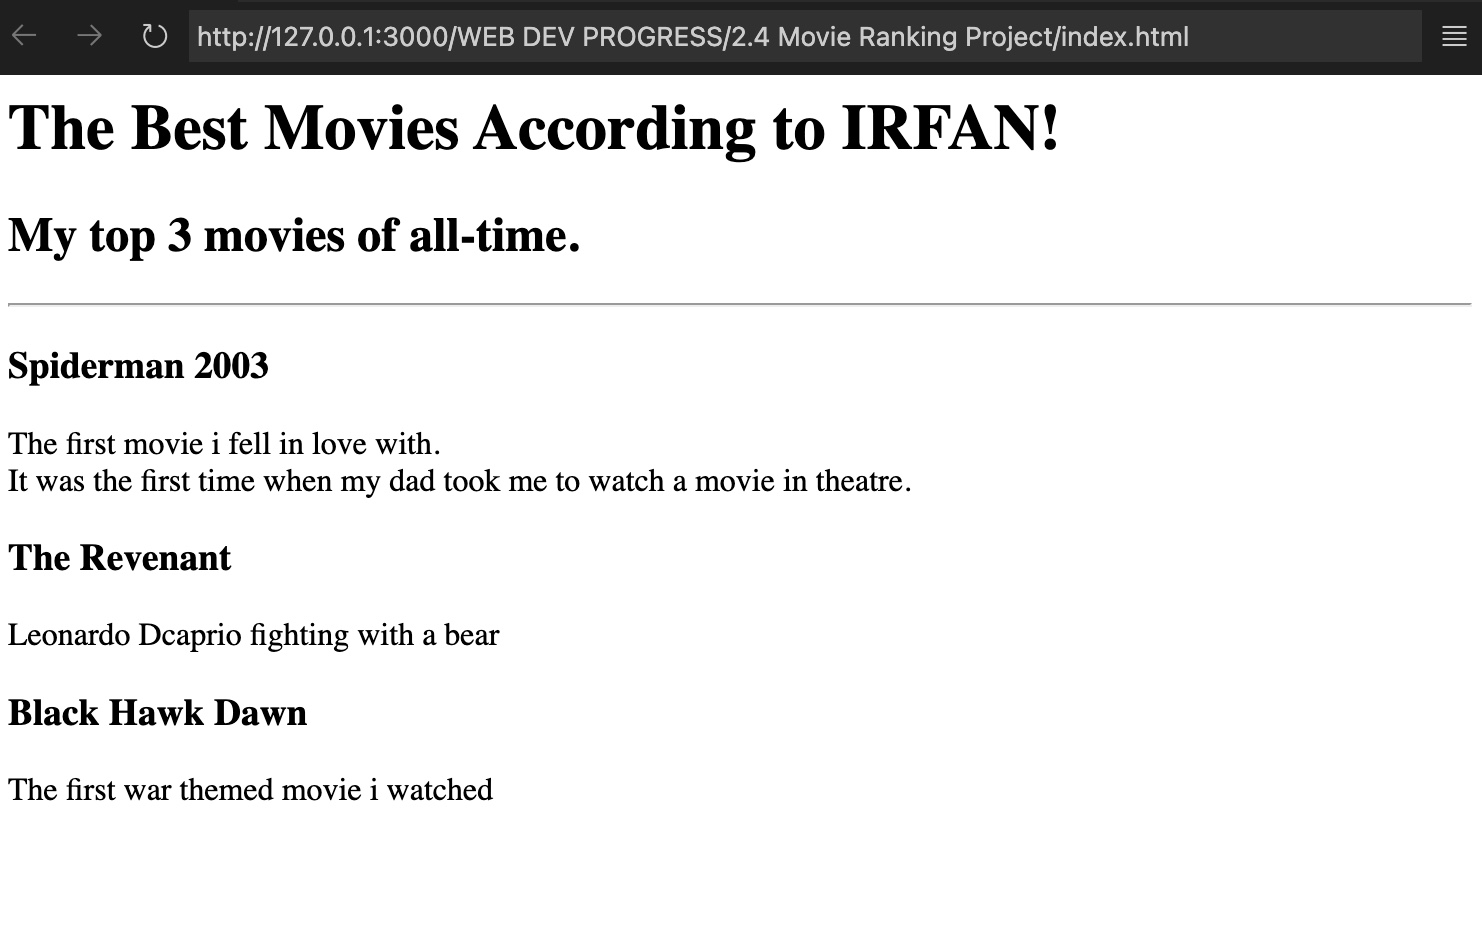 http://127.0.0.1:3000/WEB DEV PROGRESS/2.4 Movie Ranking Project/index.html
The Best Movies According to IRFAN!
My top 3 movies of all-time.
Spiderman 2003
The first movie i fell in love with.
It was the first time when my dad took me to watch a movie in theatre.
The Revenant
Leonardo Dcaprio fighting with a bear
Black Hawk Dawn
The first war themed movie i watched